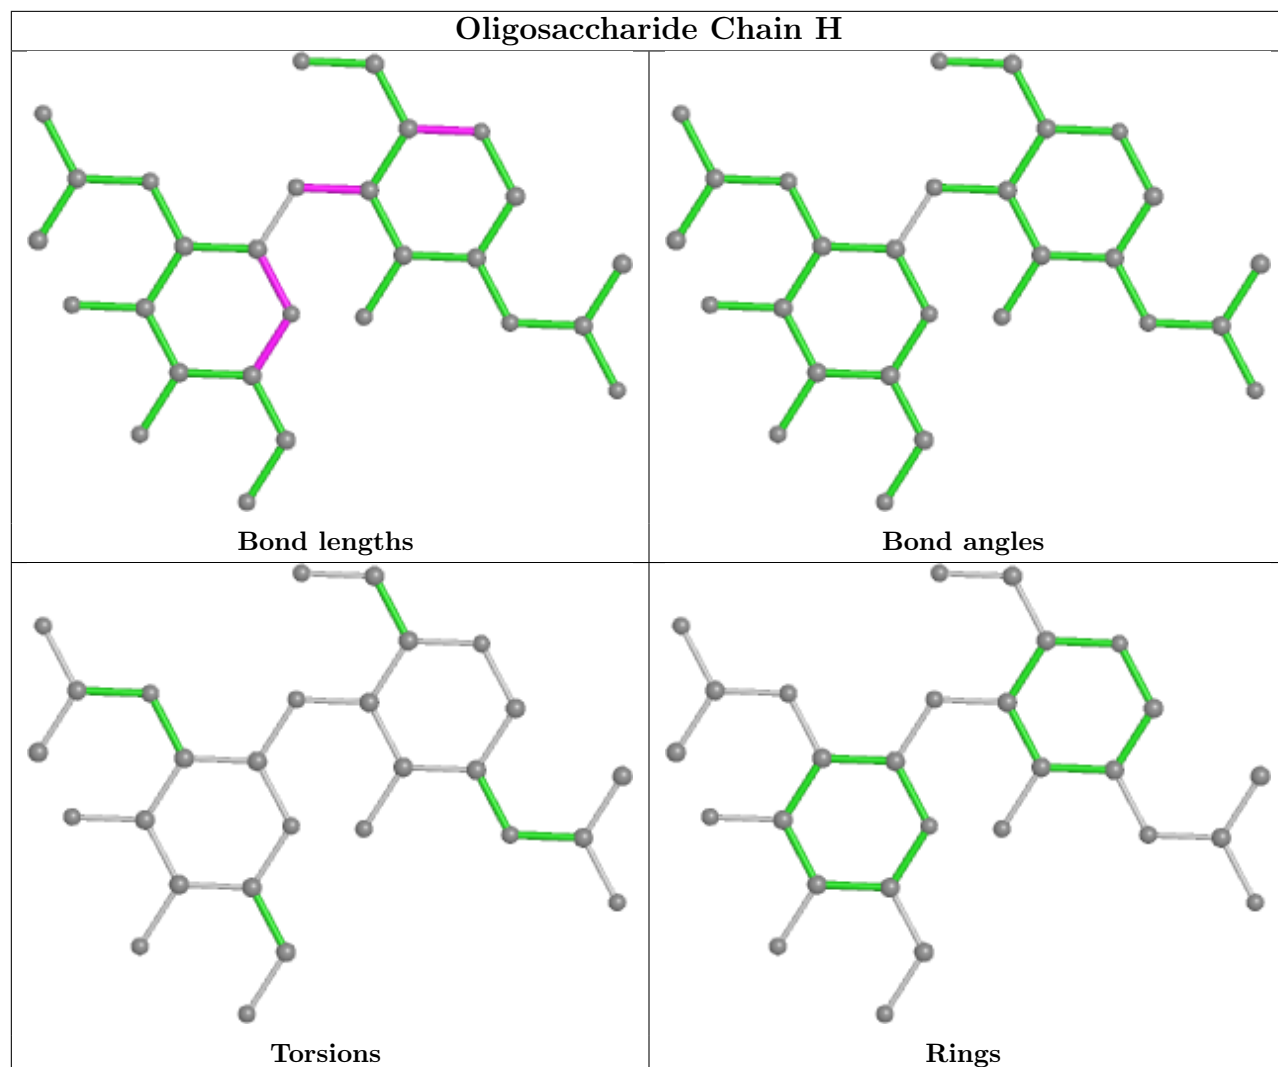 Oligosaccharide Chain H
Bond lengths
Bond angles
Torsions
Rings